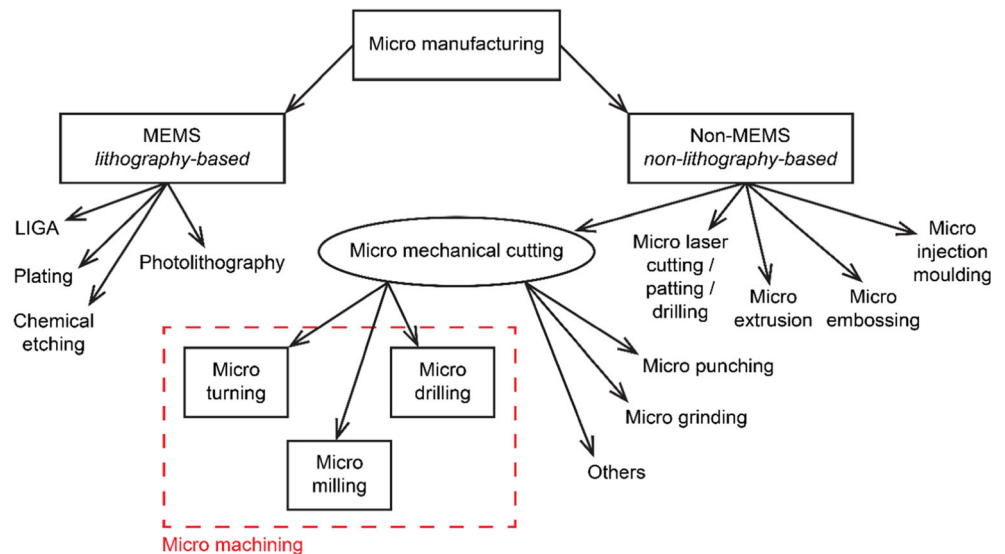 Micro manufacturing
MEMS
lithography-based
Non-MEMS
non-lithography-based
LIGA
Plating
Chemical
etching
Photolithography
Micro mechanical cutting
Micro laser
cutting /
patting /
drilling
Micro
extrusion
Micro
embossing
Micro
injection
moulding
Micro
turning
Micro
drilling
Micro
milling
Micro punching
Micro grinding
Others
Micro machining